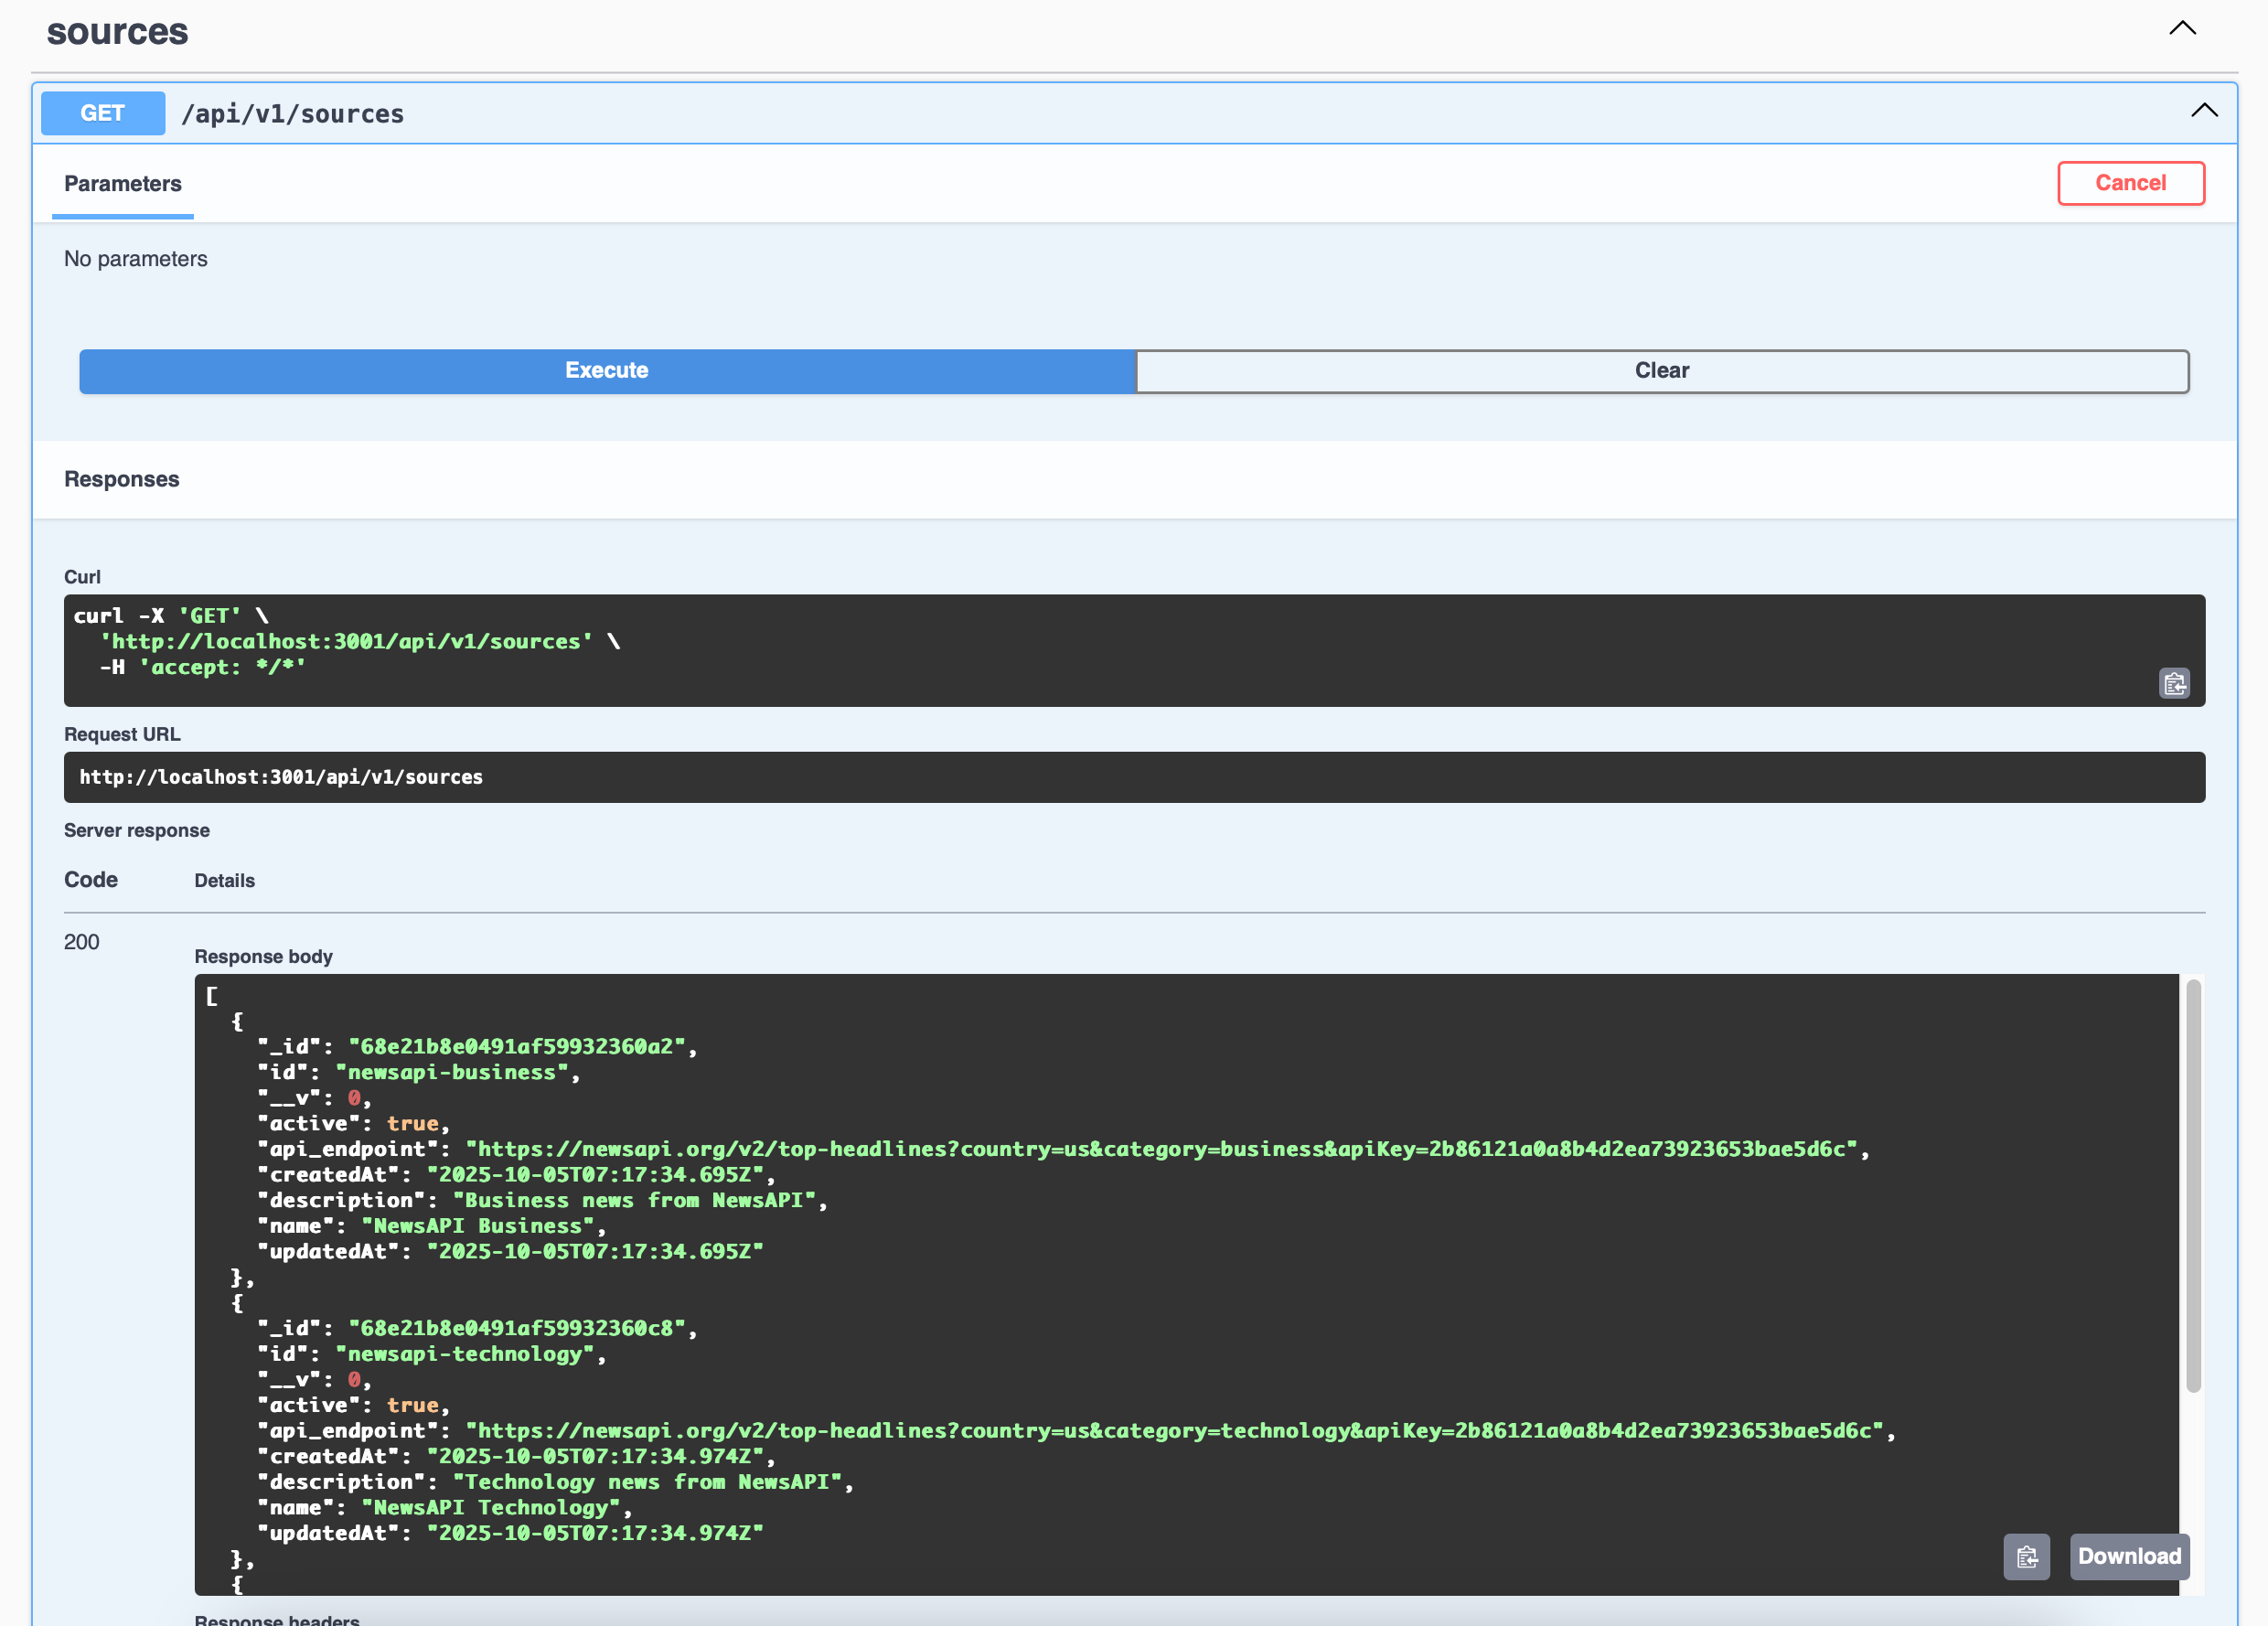 sources
GET /api/v1/sources
Parameters
Cancel
No parameters
Execute
Clear
Responses
Curl
curl -X 'GET' \
  'http://localhost:3001/api/v1/sources' \
  -H 'accept: */*'
Request URL
http://localhost:3001/api/v1/sources
Server response
Code Details
200
Response body
[
  {
    "_id": "68e21b8e0491af59932360a2",
    "id": "newsapi-business",
    "__v": 0,
    "active": true,
    "api_endpoint": "https://newsapi.org/v2/top-headlines?country=us&category=business&apiKey=2b86121a0a8b4d2ea73923653bae5d6c",
    "createdAt": "2025-10-05T07:17:34.695Z",
    "description": "Business news from NewsAPI",
    "name": "NewsAPI Business",
    "updatedAt": "2025-10-05T07:17:34.695Z"
  },
  {
    "_id": "68e21b8e0491af59932360c8",
    "id": "newsapi-technology",
    "__v": 0,
    "active": true,
    "api_endpoint": "https://newsapi.org/v2/top-headlines?country=us&category=technology&apiKey=2b86121a0a8b4d2ea73923653bae5d6c",
    "createdAt": "2025-10-05T07:17:34.974Z",
    "description": "Technology news from NewsAPI",
    "name": "NewsAPI Technology",
    "updatedAt": "2025-10-05T07:17:34.974Z"
  },
  {
Download
Response headers